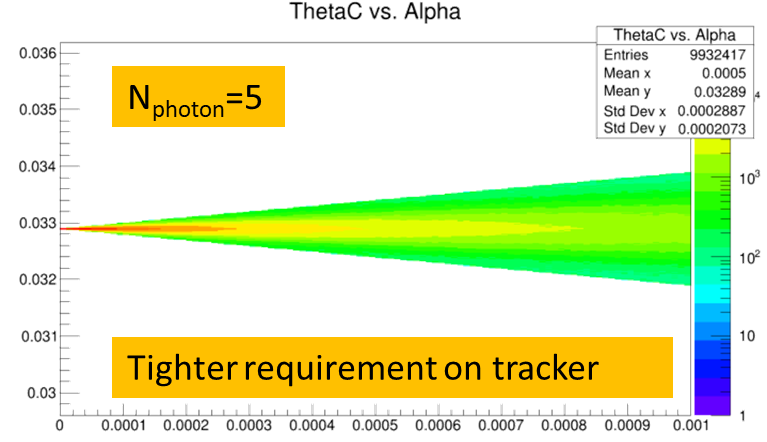 ThetaC vs. Alpha
ThetaC vs. Alpha
Entries 9932417
Mean x 0.0005
Mean y 0.03289
Std Dev x 0.0002887
Std Dev y 0.0002073
N photon=5
0.036
0.035
0.034
0.033
0.032
0.031
0.03
4
10³
10²
10
1
Tighter requirement on tracker
0 0.0001 0.0002 0.0003 0.0004 0.0005 0.0006 0.0007 0.0008 0.0009 0.001